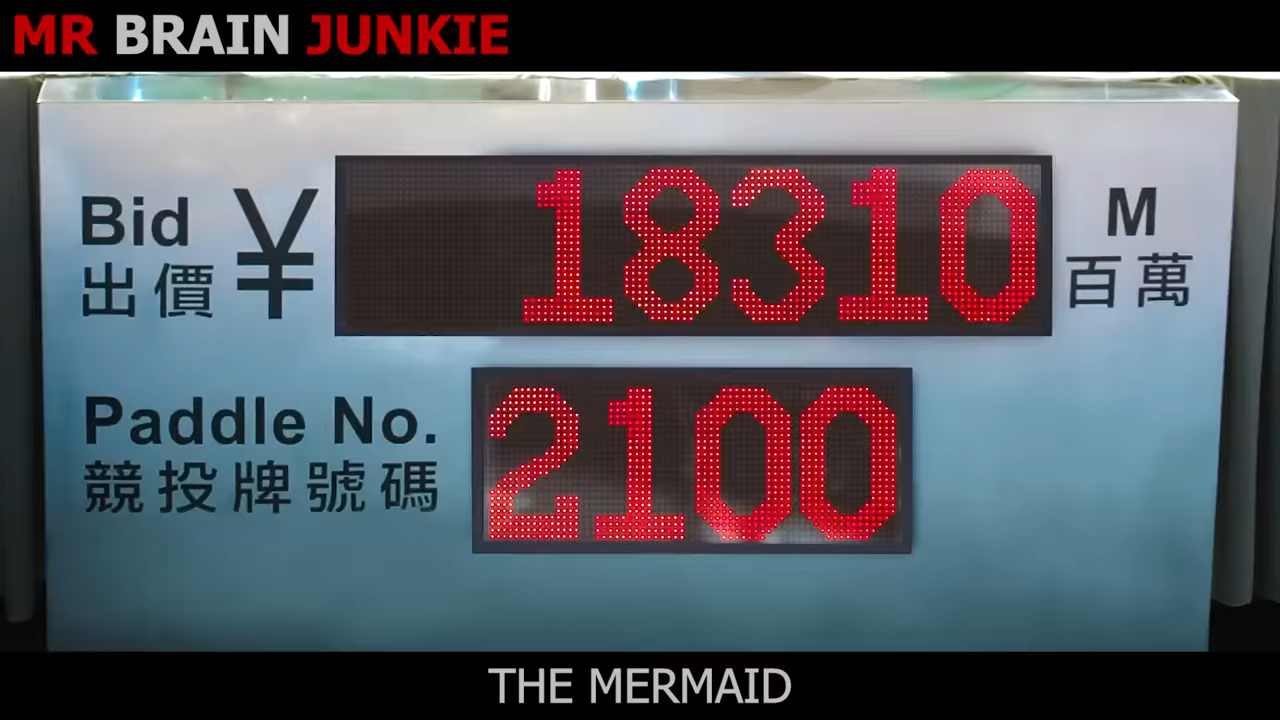 MR BRAIN JUNKIE
Bid ¥ 18310 M
出價 百萬
Paddle No. 2100
競投牌號碼
THE MERMAID